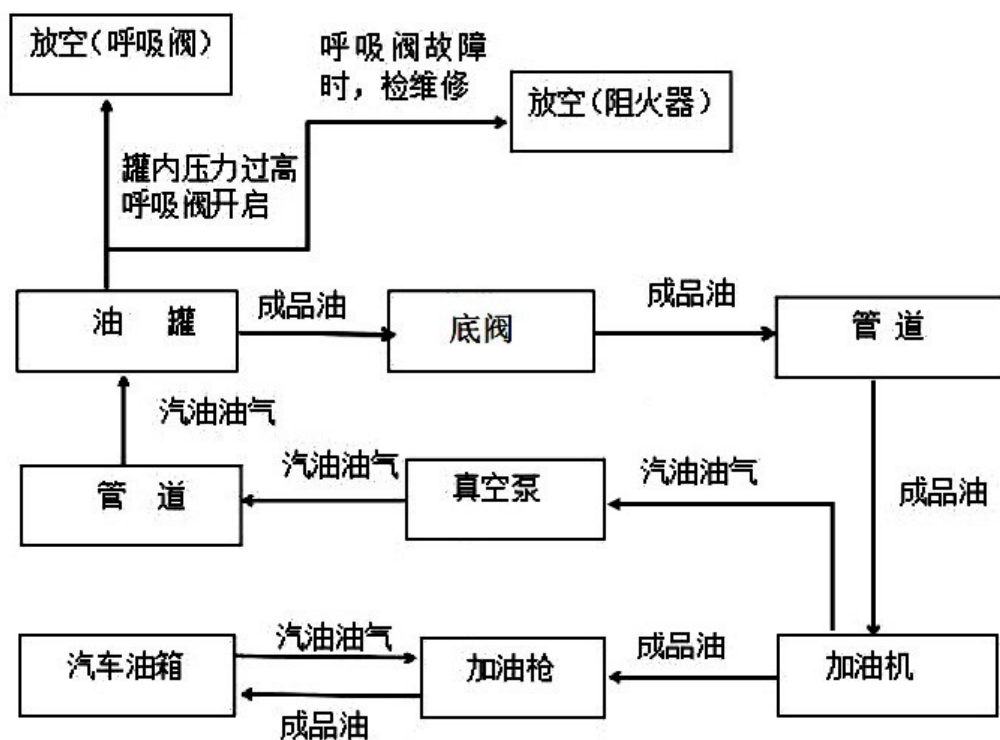 放空（呼吸阀）
呼吸阀故障
时，检维修
放空（阻火器）
罐内压力过高
呼吸阀开启
油 罐
成品油
底阀
成品油
管 道
汽油油气
成品油
管 道
汽油油气
真空泵
汽油油气
汽车油箱
汽油油气
成品油
加油枪
成品油
加油机